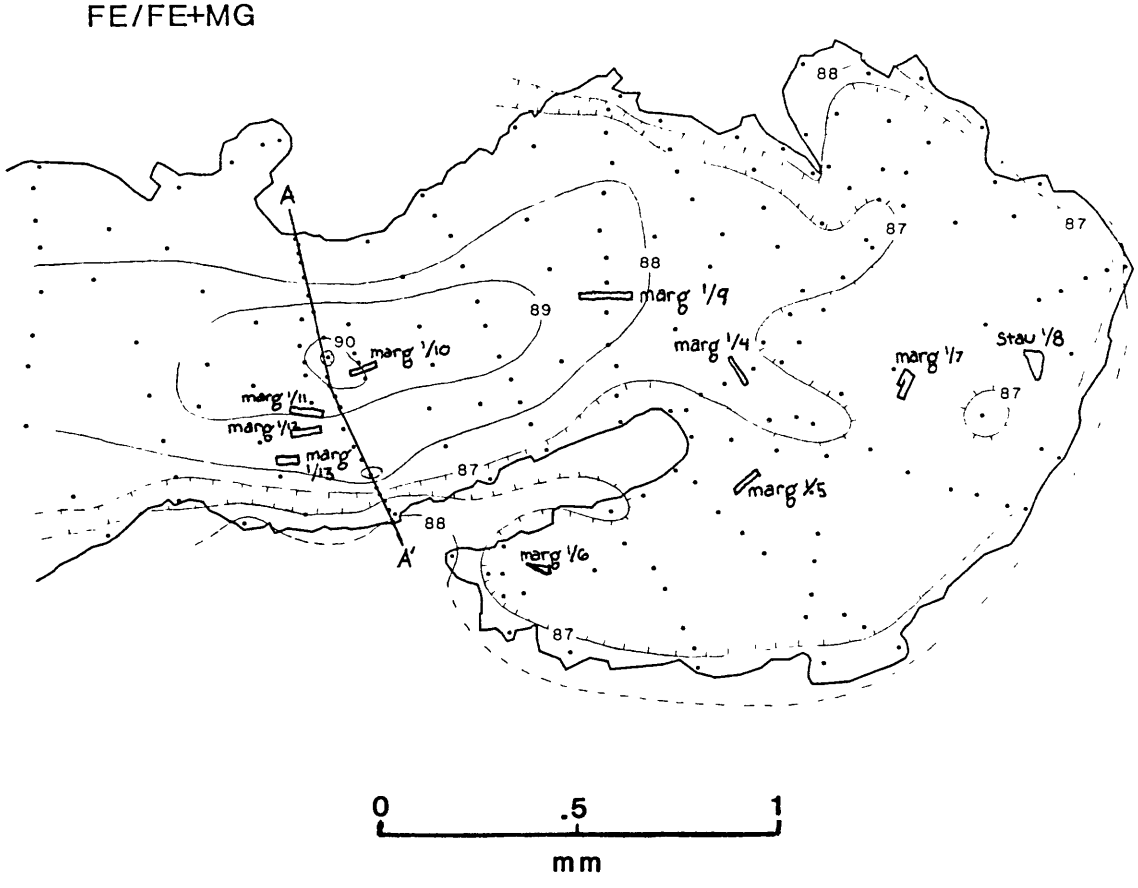 FE/FE+MG
88
A
87
87
88
marg 1/9
89
90
marg 1/10
marg 1/4
marg 1/7
Stau 1/8
marg 1/11
87
marg 1/12
marg
1/13
87
marg 1/5
88
A'
marg 1/6
87
0 .5 1
mm